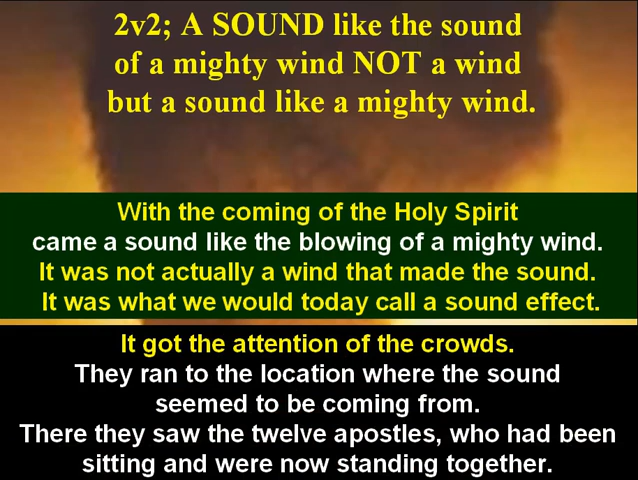 2v2; A SOUND like the sound
of a mighty wind NOT a wind
but a sound like a mighty wind.
With the coming of the Holy Spirit
came a sound like the blowing of a mighty wind.
It was not actually a wind that made the sound.
It was what we would today call a sound effect.
It got the attention of the crowds.
They ran to the location where the sound
seemed to be coming from.
There they saw the twelve apostles, who had been
sitting and were now standing together.